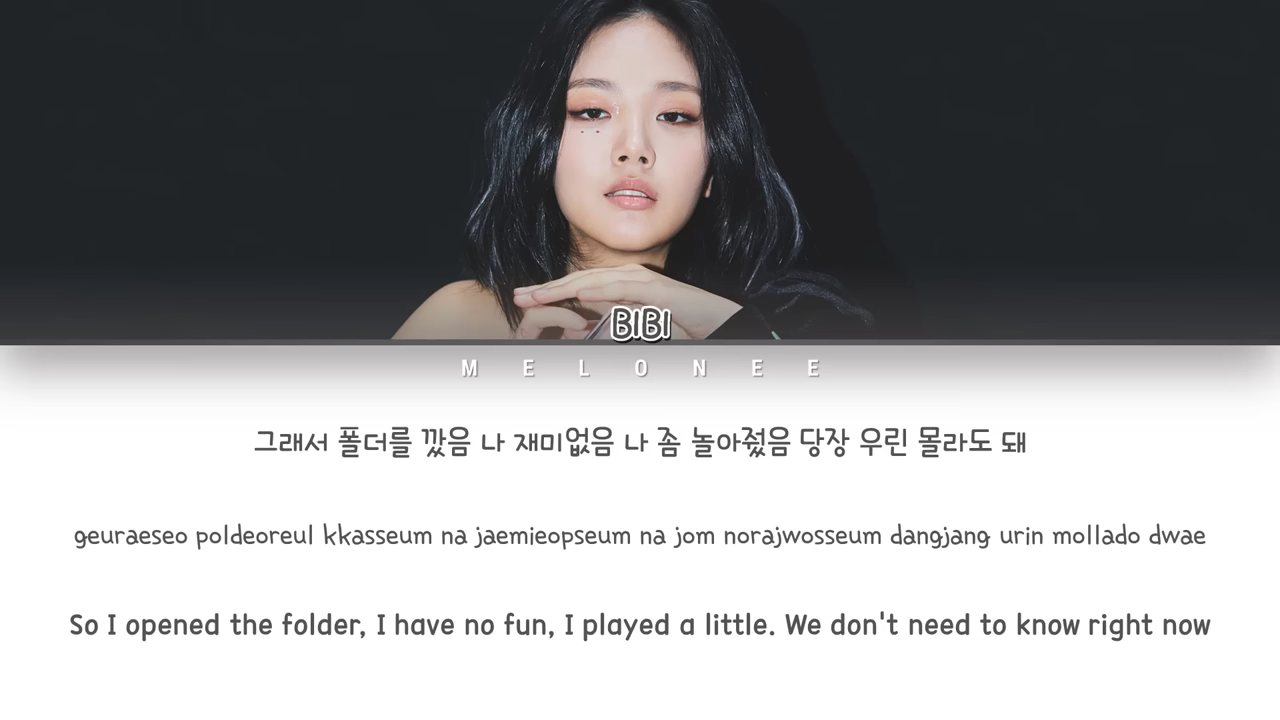 BIBI
MELONEE
그래서 폴더를 깠음 나 재미없음 나 좀 놀아줬음 당장 우린 몰라도 돼
geuraeseo poldeoreul kkasseum na jaemieopseum na jom norajwosseum dangjang urin mollado dwae
So I opened the folder, I have no fun, I played a little. We don't need to know right now